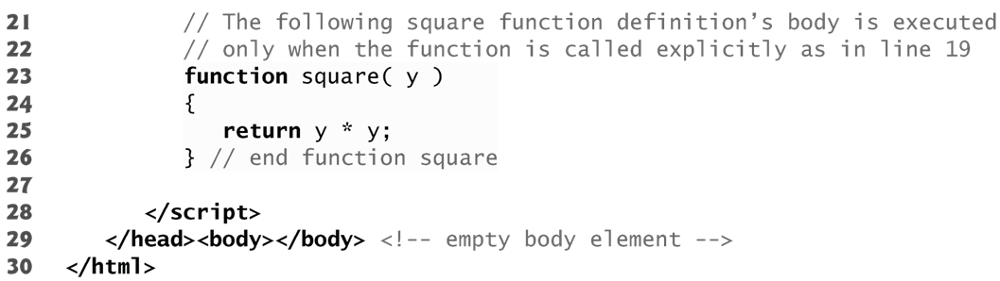 21 // The following square function definition’s body is executed
22 // only when the function is called explicitly as in line 19
23 function square( y )
24 {
25 return y * y;
26 } // end function square
27
28 </script>
29 </head><body></body> <!-- empty body element -->
30 </html>